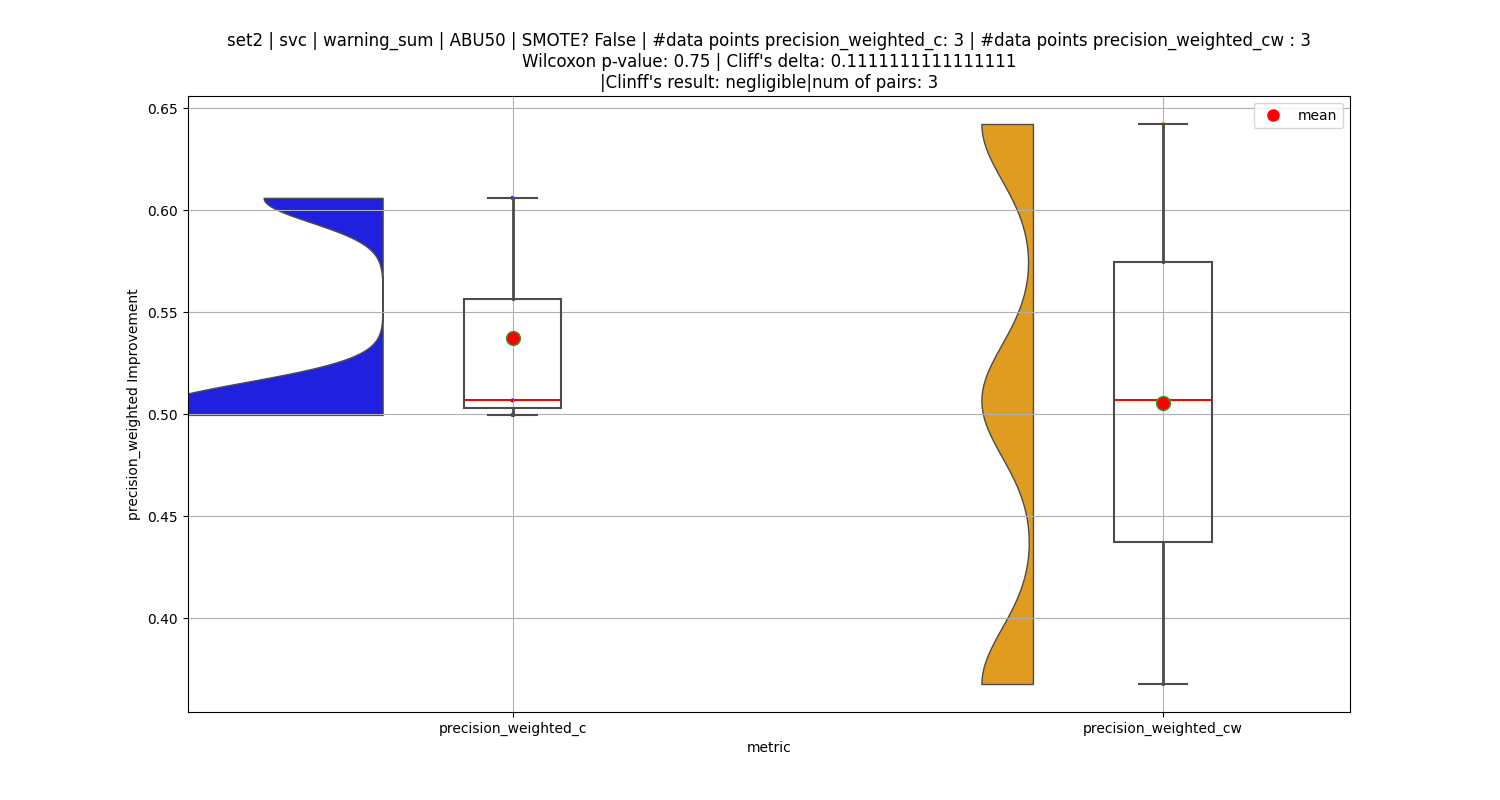 set2 | svc | warning_sum | ABU50 | SMOTE? False | #data points precision_weighted_c: 3 | #data points precision_weighted_cw : 3
Wilcoxon p-value: 0.75 | Cliff's delta: 0.1111111111111111
|Clinff's result: negligible|num of pairs: 3
mean
0.65
0.60
0.55
0.50
0.45
0.40
precision_weighted Improvement
precision_weighted_c
precision_weighted_cw
metric